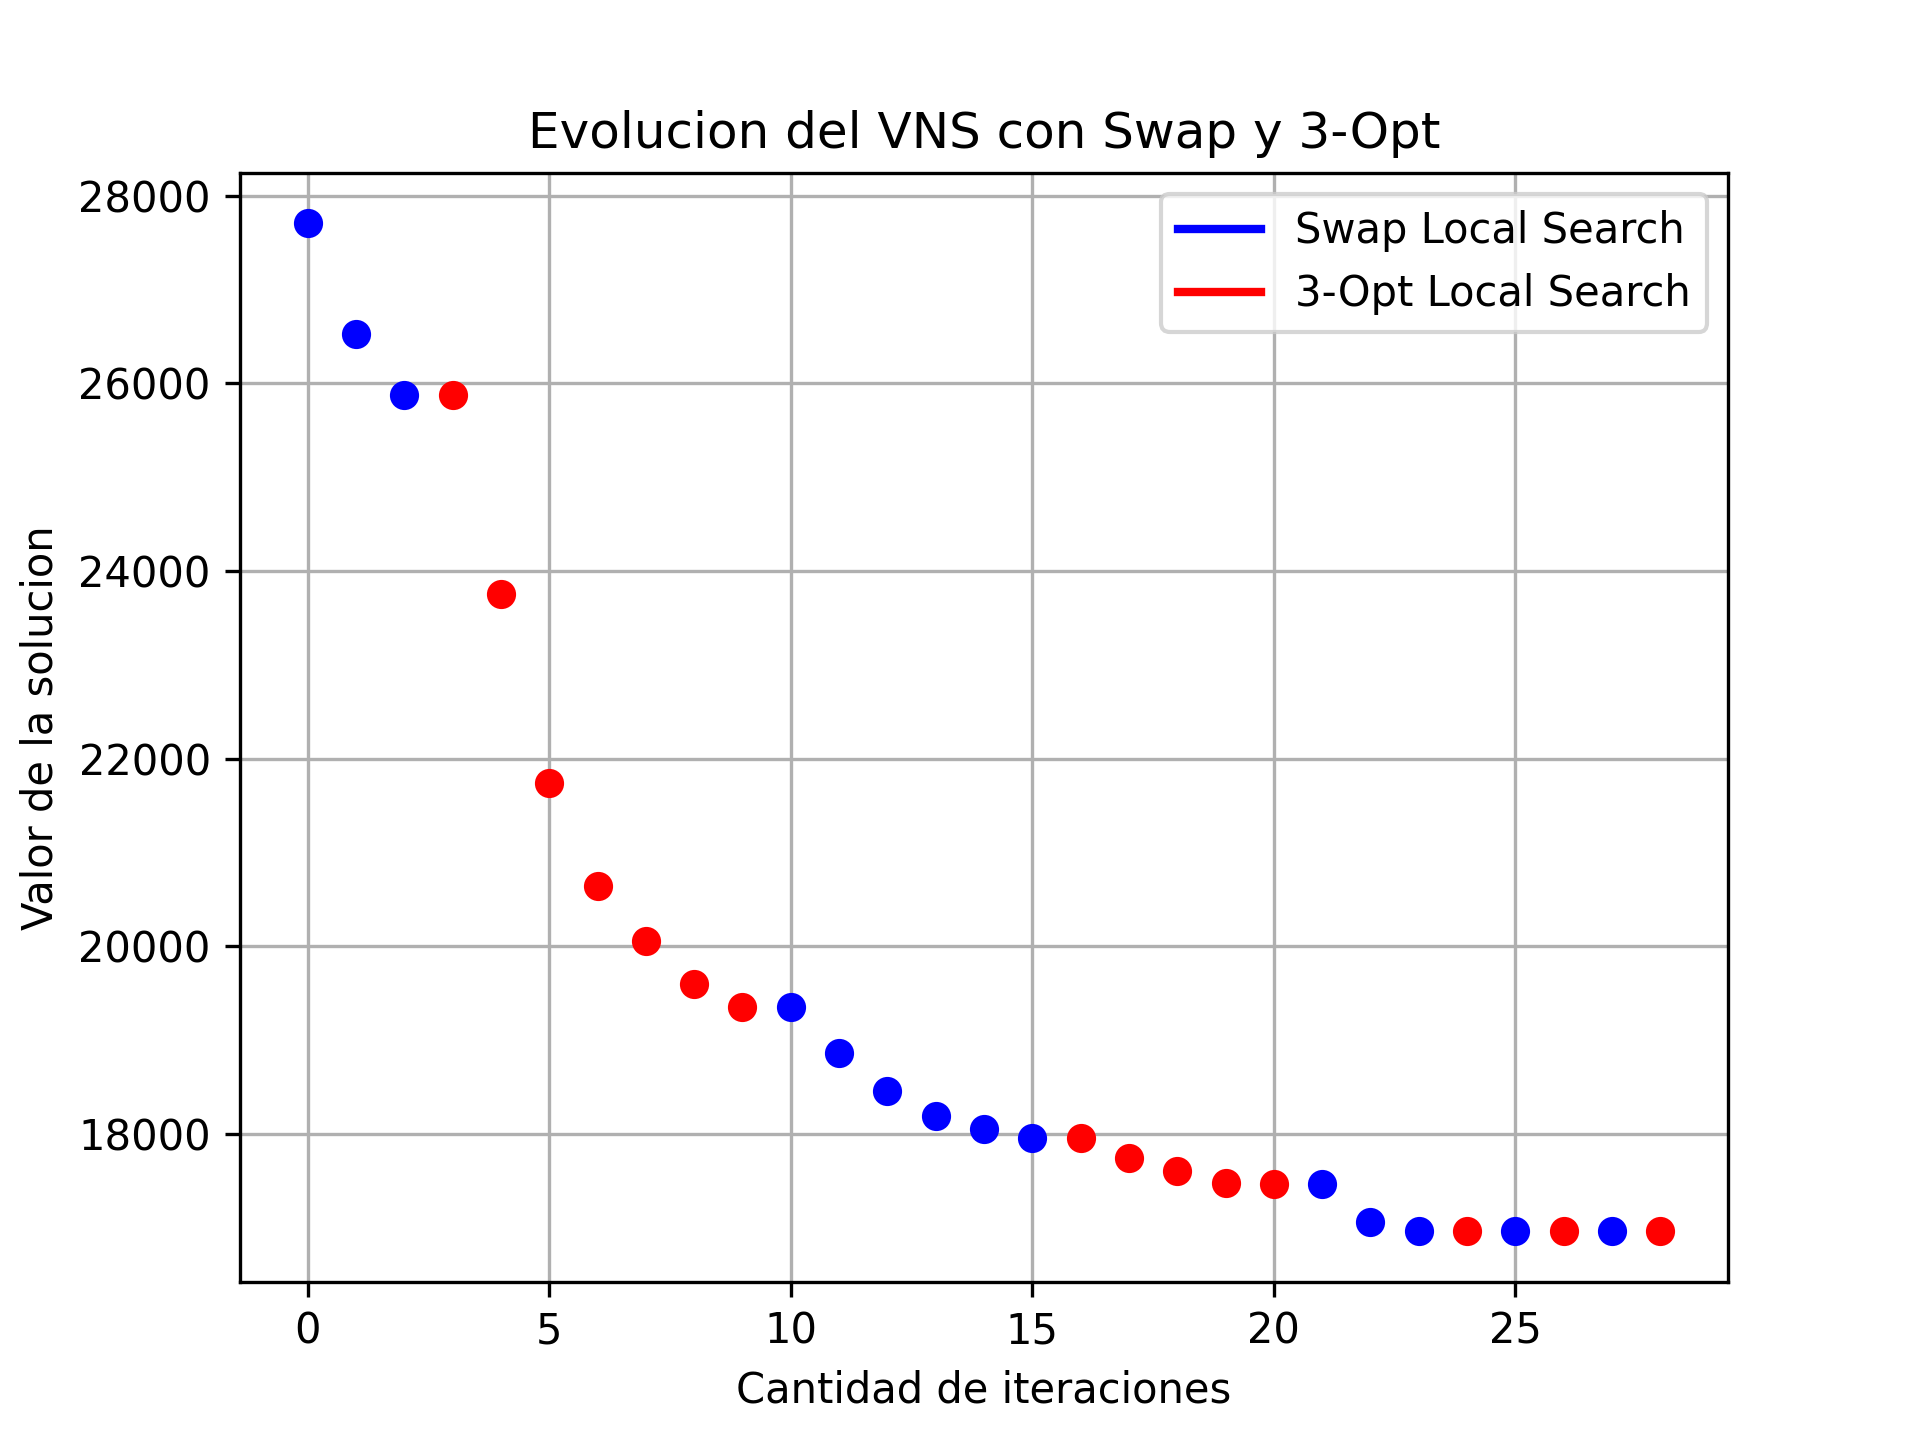 Evolucion del VNS con Swap y 3-Opt
Swap Local Search
3-Opt Local Search
Valor de la solucion
28000
26000
24000
22000
20000
18000
0 5 10 15 20 25
Cantidad de iteraciones